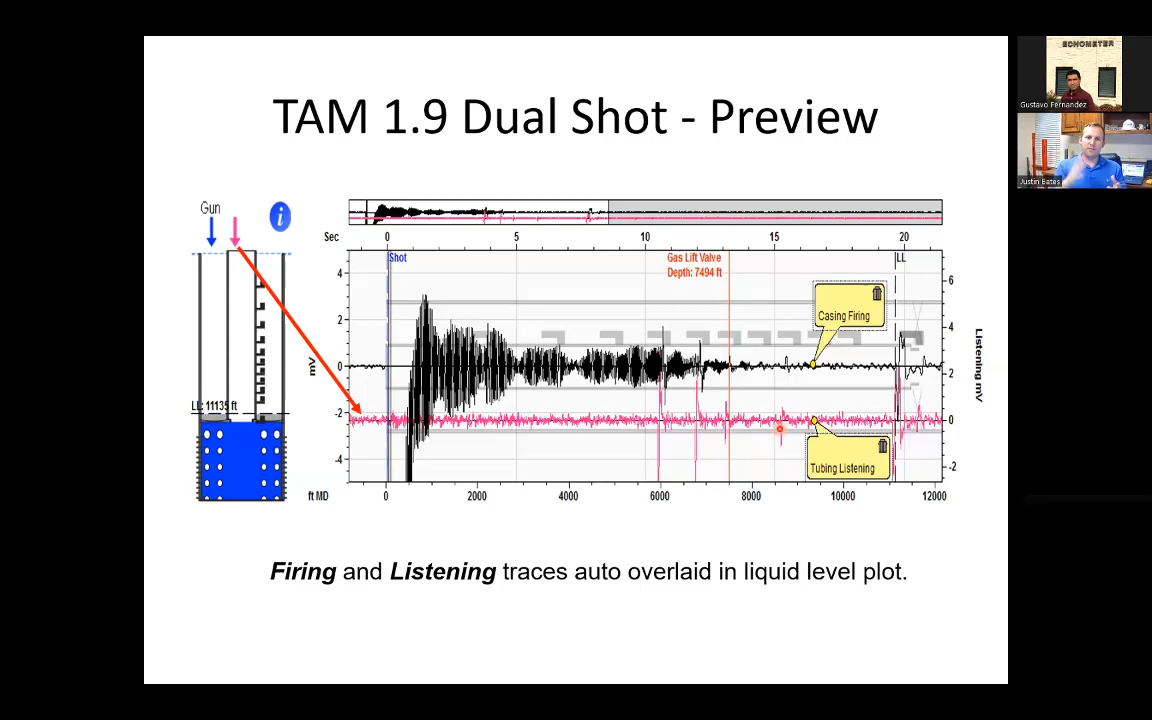 TAM 1.9 Dual Shot - Preview
ECHOMETER
Gustavo Fernandez
Justin Bates
Gun
i
Sec
0
5
10
15
20
Shot
Gas Lift Valve
Depth: 7494 ft
LL
4
2
0
-2
-4
mV
6
4
2
0
-2
Listening mV
Casing Firing
Tubing Listening
LL: 11135 ft
ft MD
0
2000
4000
6000
8000
10000
12000
Firing and Listening traces auto overlaid in liquid level plot.